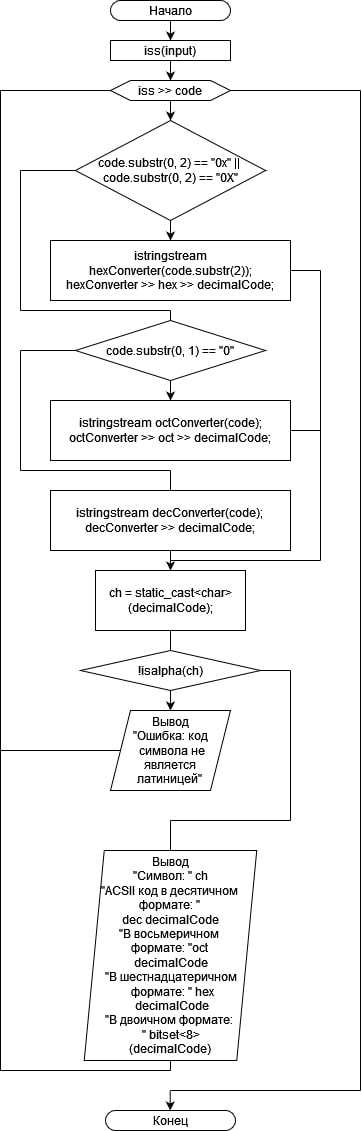 Начало
iss(input)
iss >> code
code.substr(0, 2) == "0x" ||
code.substr(0, 2) == "0X"
istringstream
hexConverter(code.substr(2));
hexConverter >> hex >> decimalCode;
code.substr(0, 1) == "0"
istringstream octConverter(code);
octConverter >> oct >> decimalCode;
istringstream decConverter(code);
decConverter >> decimalCode;
ch = static_cast<char>
(decimalCode);
!isalpha(ch)
Вывод
"Ошибка: код
символа не
является
латиницей"
Вывод
"Символ: " ch
"ACSII код в десятичном
формате: "
dec decimalCode
"В восьмеричном
формате: "oct
decimalCode
"В шестнадцатеричном
формате: " hex
decimalCode
"В двоичном формате:
" bitset<8>
(decimalCode)
Конец